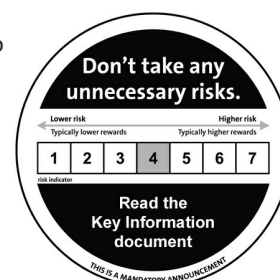 Don't take any
unnecessary risks.
Lower risk Higher risk
Typically lower rewards Typically higher rewards
1 2 3 4 5 6 7
risk indicator
Read the
Key Information
document
THIS IS A MANDATORY ANNOUNCEMENT